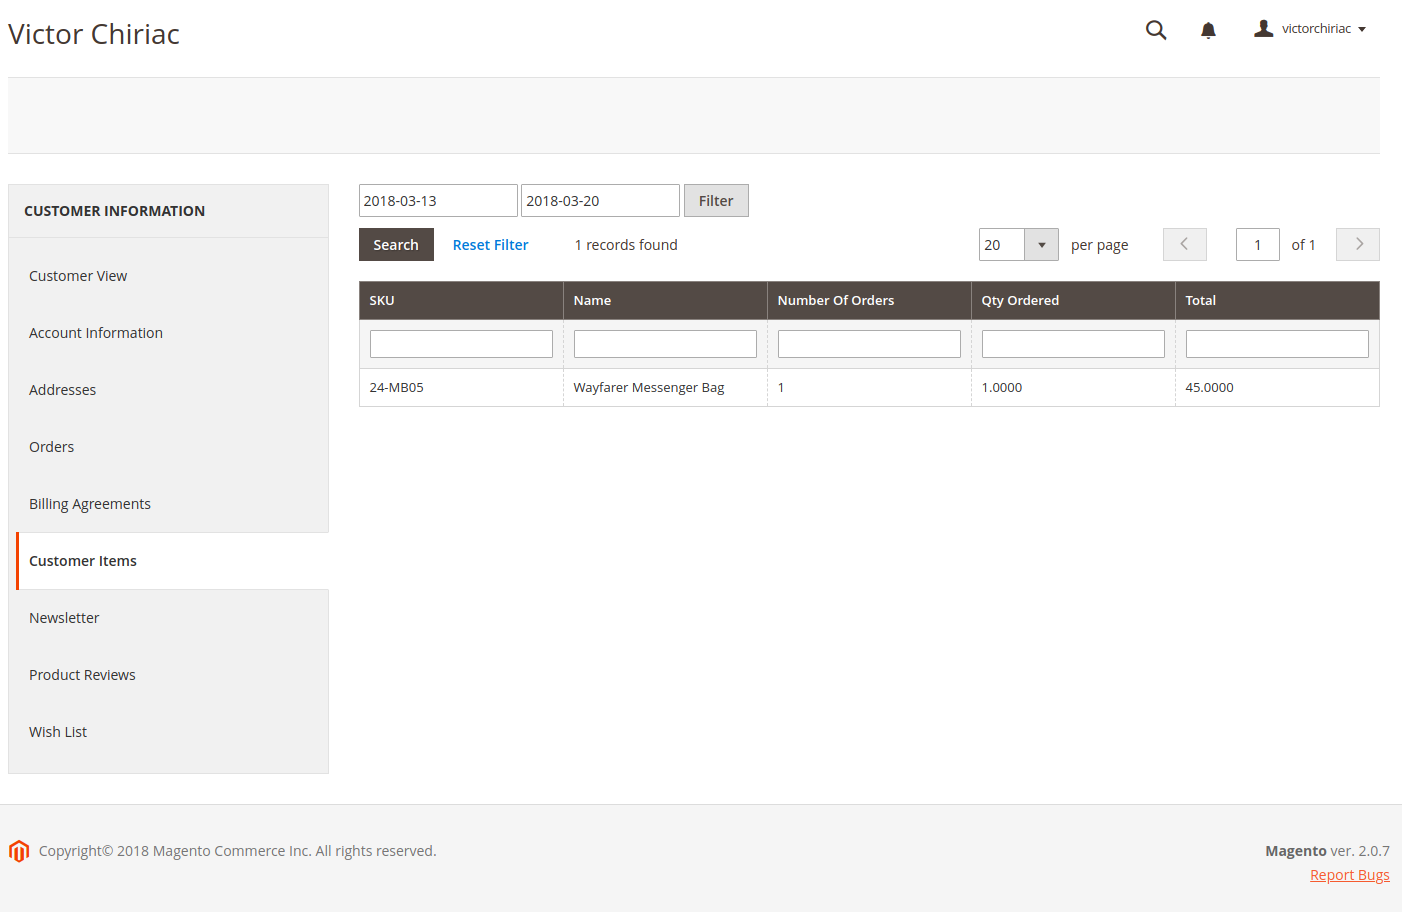 Victor Chiriac
victorchiriac
CUSTOMER INFORMATION
Customer View
Account Information
Addresses
Orders
Billing Agreements
Customer Items
Newsletter
Product Reviews
Wish List
2018-03-13 2018-03-20 Filter
Search Reset Filter 1 records found 20 per page 1 of 1
SKU Name Number Of Orders Qty Ordered Total
24-MB05 Wayfarer Messenger Bag 1 1.0000 45.0000
Copyright© 2018 Magento Commerce Inc. All rights reserved.
Magento ver. 2.0.7
Report Bugs